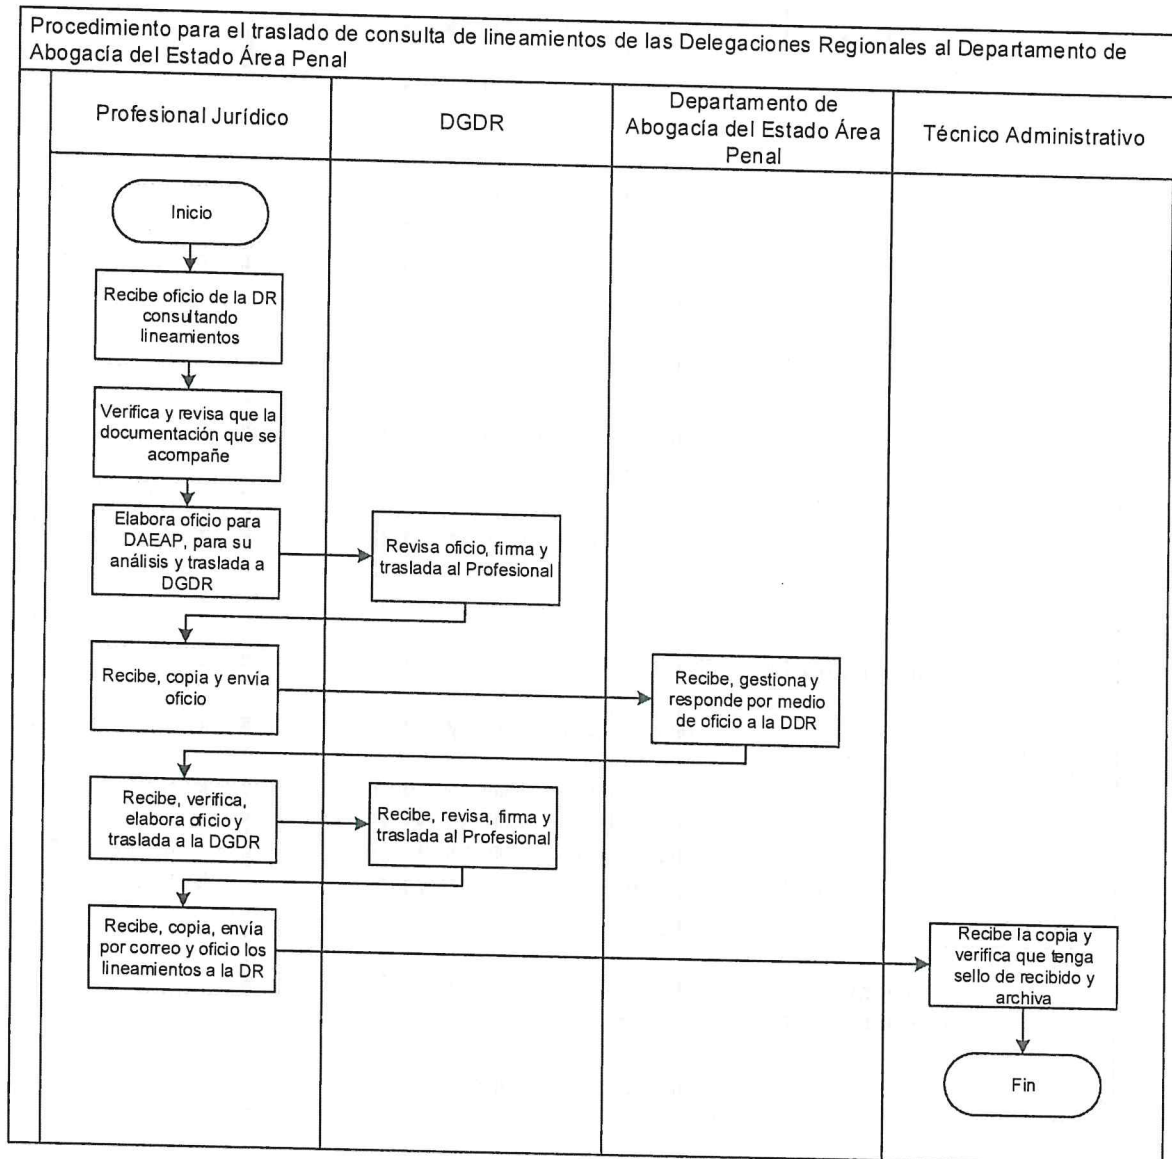 Procedimiento para el traslado de consulta de lineamientos de las Delegaciones Regionales al Departamento de
Abogacía del Estado Área Penal
Profesional Jurídico
DGDR
Departamento de
Abogacía del Estado Área
Penal
Técnico Administrativo
Inicio
Recibe oficio de la DR
consultando
lineamientos
Verifica y revisa que la
documentación que se
acompañe
Elabora oficio para
DAEAP, para su
análisis y traslada a
DGDR
Revisa oficio, firma y
traslada al Profesional
Recibe, copia y envía
oficio
Recibe, gestiona y
responde por medio
de oficio a la DDR
Recibe, verifica,
elabora oficio y
traslada a la DGDR
Recibe, revisa, firma y
traslada al Profesional
Recibe, copia, envía
por correo y oficio los
lineamientos a la DR
Recibe la copia y
verifica que tenga
sello de recibido y
archiva
Fin